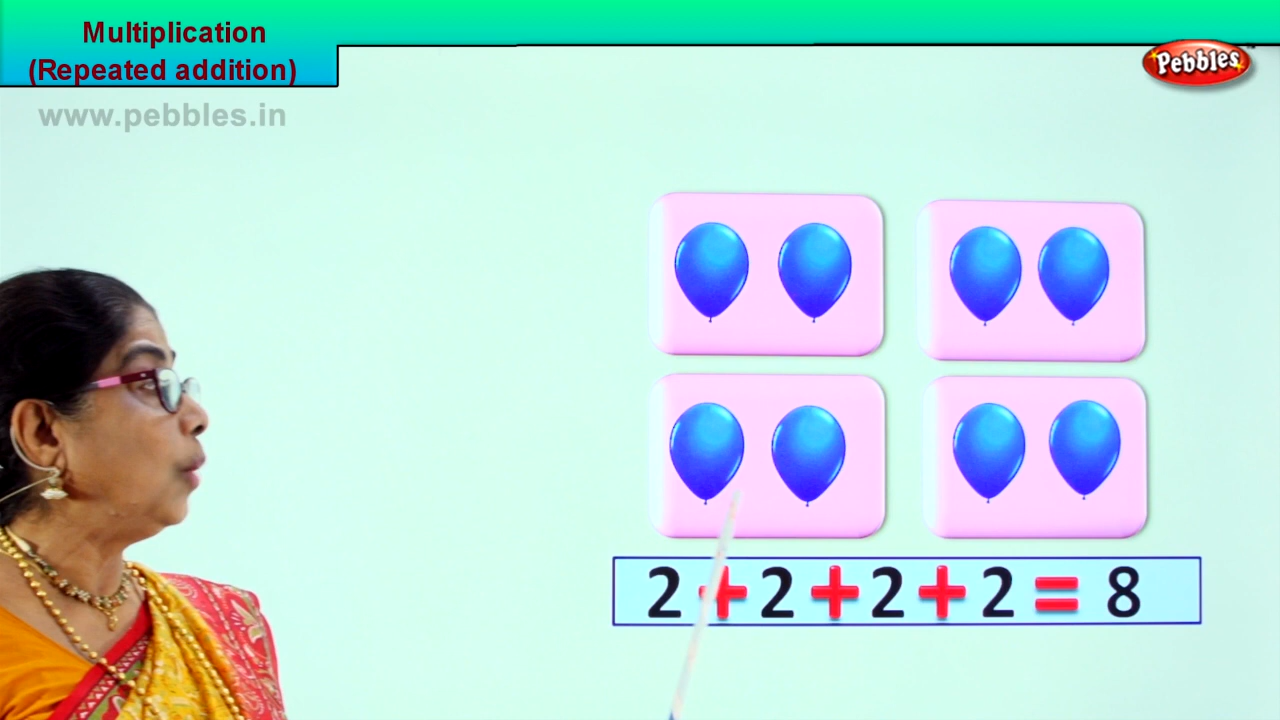 Multiplication
(Repeated addition)
Pebbles
www.pebbles.in
2 + 2 + 2 + 2 = 8